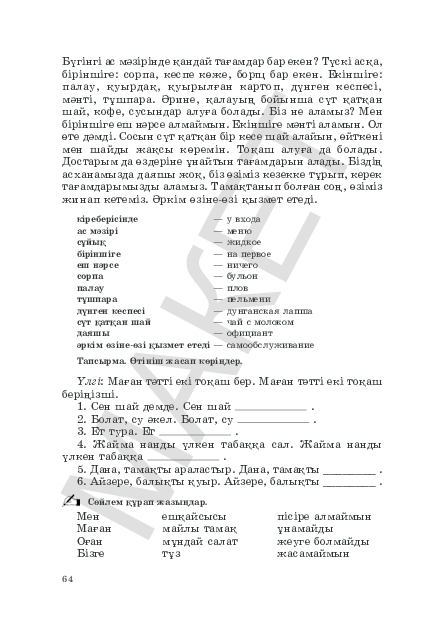 Бүгінгі ас мәзірінде қандай тағамдар бар екен? Түскі асқа,
біріншіге: сорпа, кеспе көже, борщ бар екен. Екіншіге:
палау, қуырдақ, қуырылған картоп, дүнген кеспесі,
мәнті, тұшпара. Әрине, қалауың бойынша сүт қатқан
шай, кофе, сусындар алуға болады. Біз не аламыз? Мен
біріншіге еш нәрсе алмаймын. Екіншіге мәнті аламын. Ол
өте дәмді. Сосын сүт қатқан бір кесе шай алайын, өйткені
мен шайды жақсы көремін. Тоқаш алуға да болады.
Достарым да өздеріне ұнайтын тағамдарын алады. Біздің
асханамызда даяшы жоқ, біз өзіміз кезекке тұрып, керек
тағамдарымызды аламыз. Тамақтанып болған соң, өзіміз
жинап кетеміз. Әркім өзіне-өзі қызмет етеді.
кіреберісінде — у входа
ас мәзірі — меню
сұйық — жидкое
біріншіге — на первое
еш нәрсе — ничего
сорпа — бульон
палау — плов
тұшпара — пельмени
дүнген кеспесі — дунганская лапша
сүт қатқан шай — чай с молоком
даяшы — официант
әркім өзіне-өзі қызмет етеді — самообслуживание
Тапсырма. Өтініш жасап көріңдер.
Үлгі: Маған тәтті екі тоқаш бер. Маған тәтті екі тоқаш
беріңізші.
1. Сен шай демде. Сен шай ____________ .
2. Болат, су әкел. Болат, су ____________ .
3. Ет тура. Ет ____________ .
4. Жайма нанды үлкен табаққа сал. Жайма нанды
үлкен табаққа ____________ .
5. Дана, тамақты араластыр. Дана, тамақты _________ .
6. Айзере, балықты қуыр. Айзере, балықты _________ .
Сөйлем құрап жазыңдар.
Мен ешқайсысы пісіре алмаймын
Маған майлы тамақ ұнамайды
Оған мұндай салат жеуге болмайды
Бізге тұз жасамаймын
64
МАКЕТ